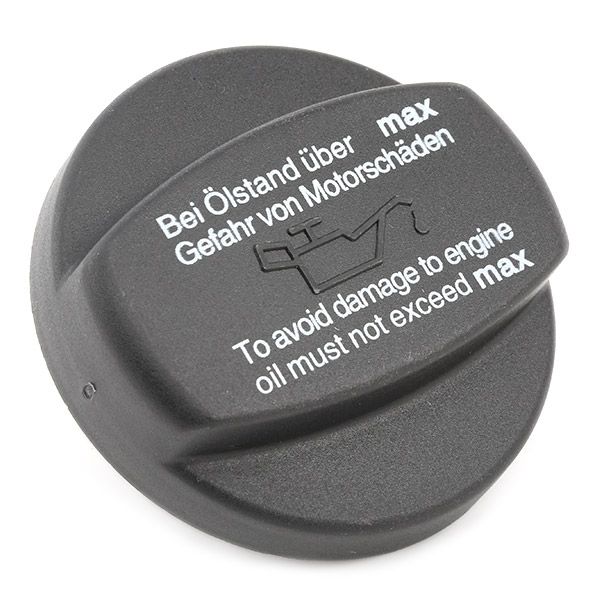 Bei Ölstand über max
Gefahr von Motorschäden
To avoid damage to engine
oil must not exceed max